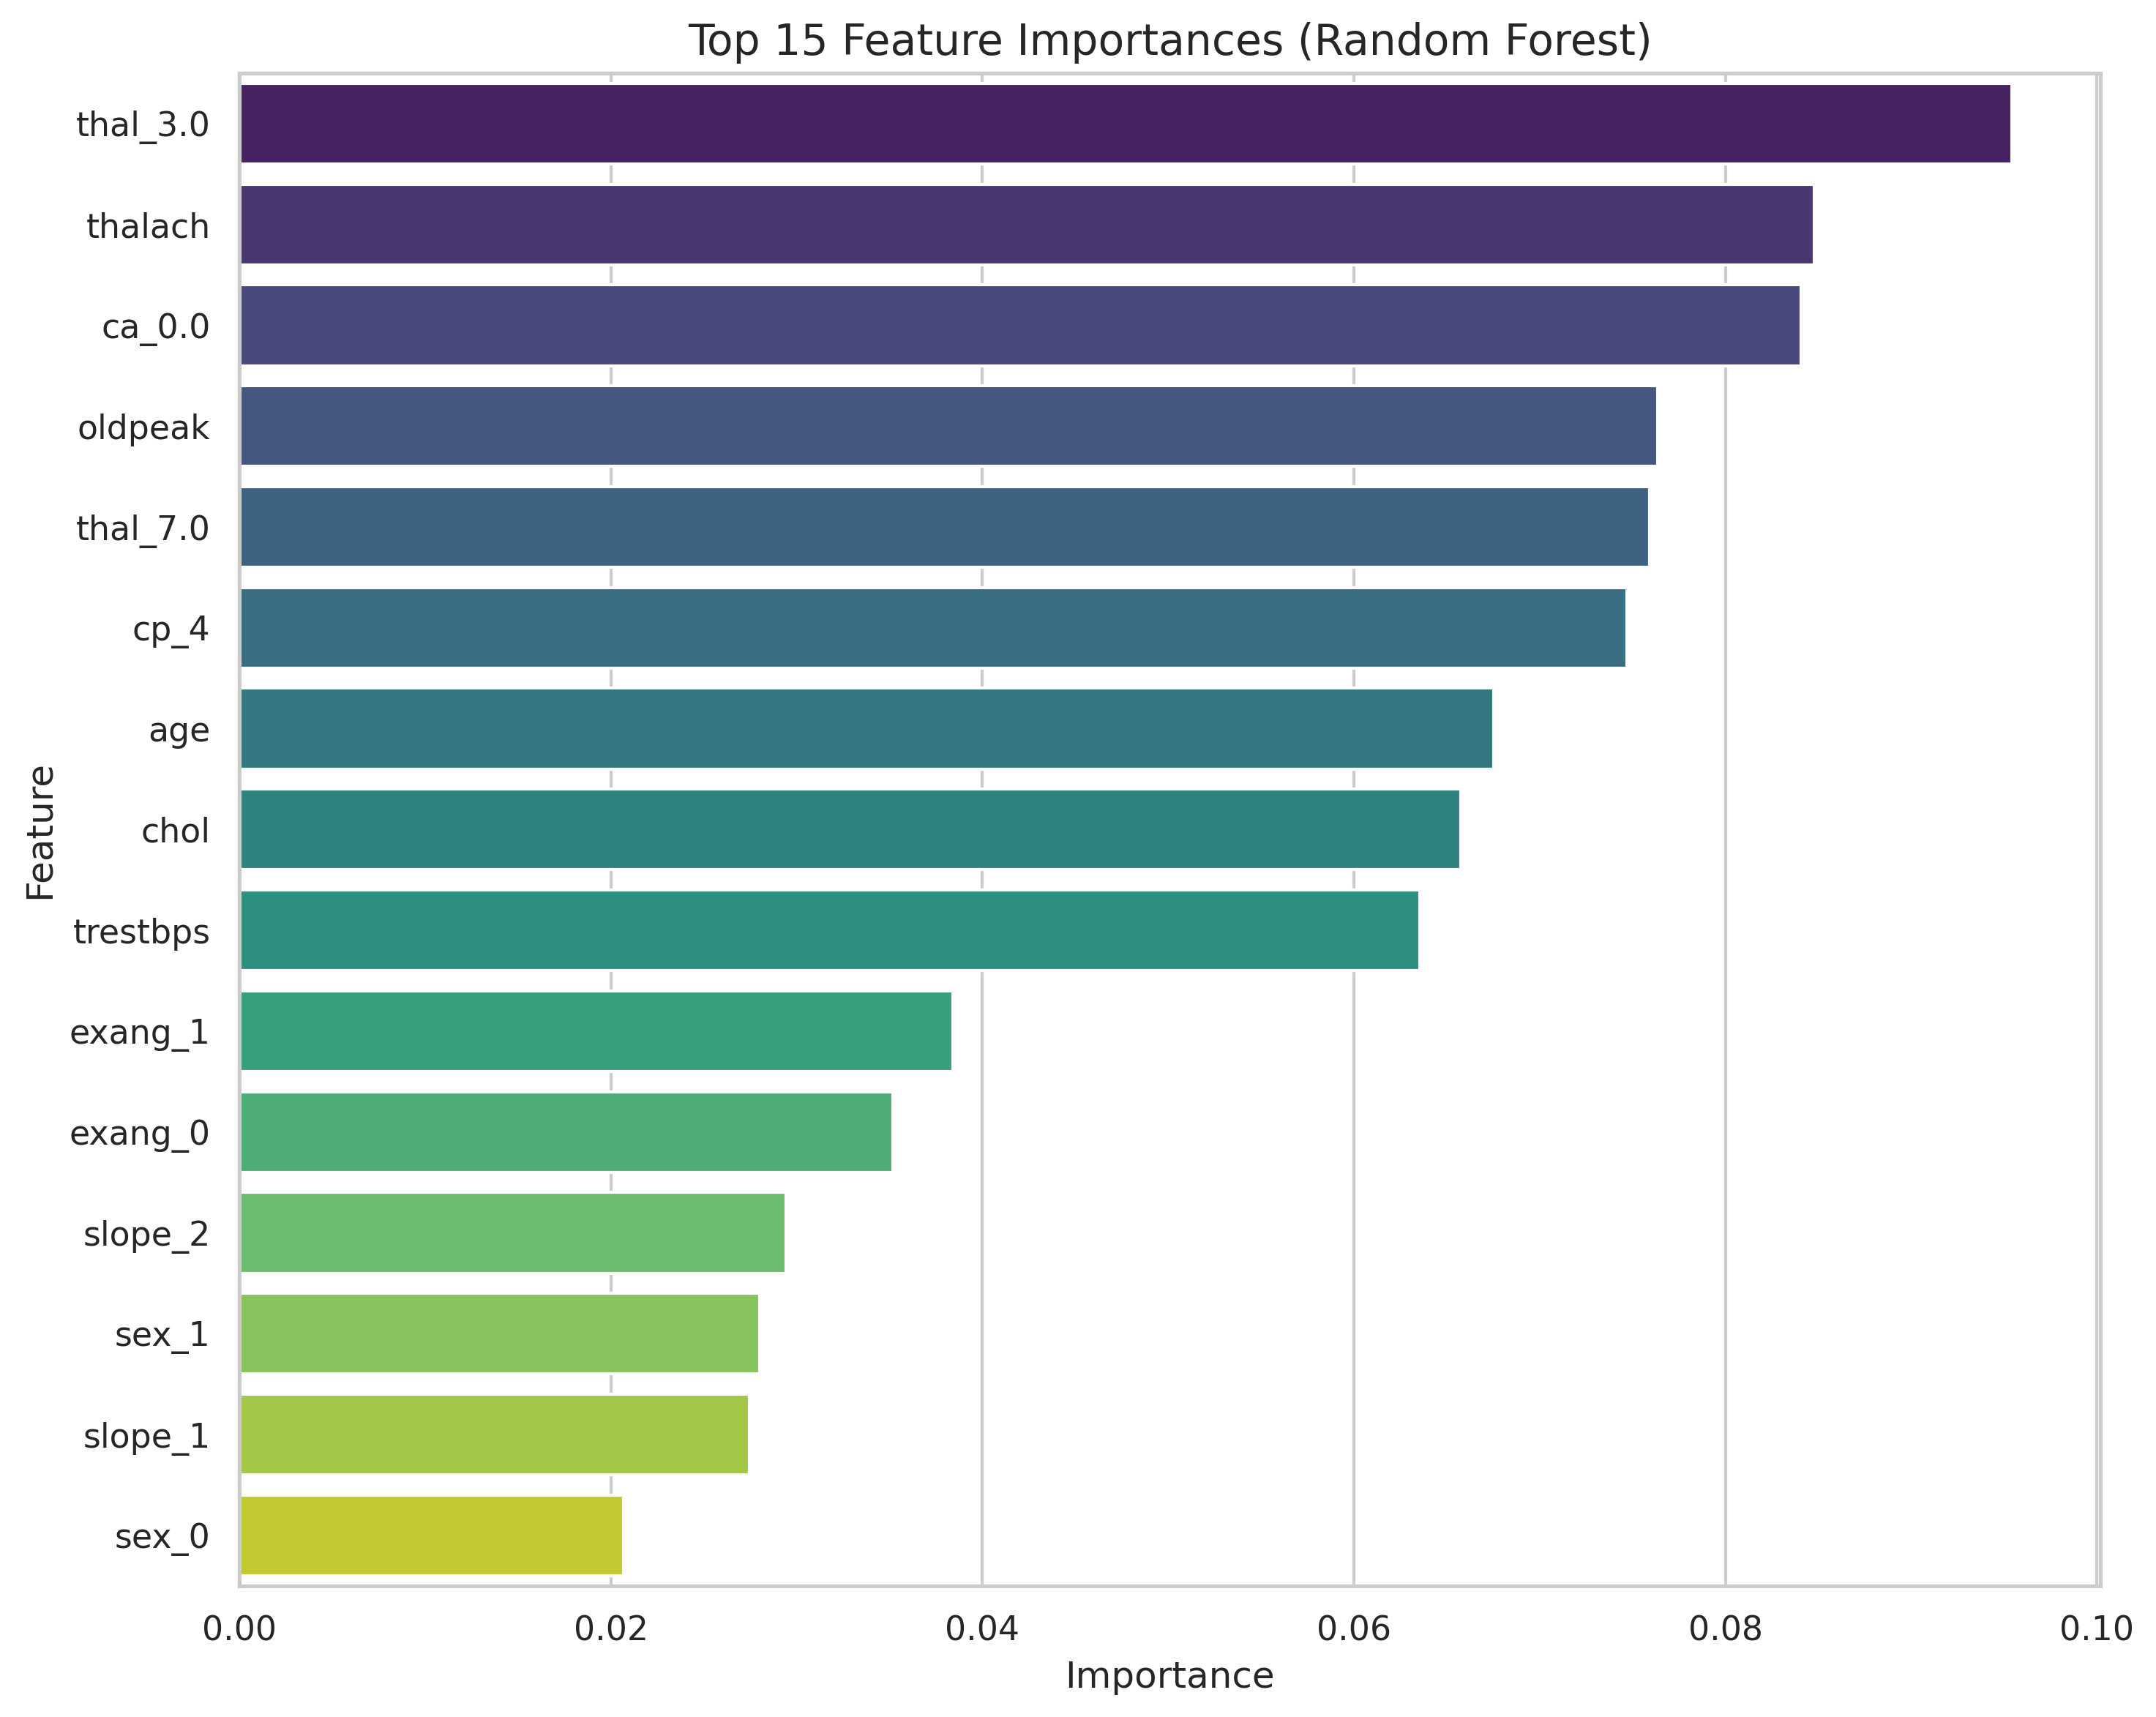 Top 15 Feature Importances (Random Forest)
thal_3.0
thalach
ca_0.0
oldpeak
thal_7.0
cp_4
age
chol
trestbps
exang_1
exang_0
slope_2
sex_1
slope_1
sex_0
Feature
0.00 0.02 0.04 0.06 0.08 0.10
Importance